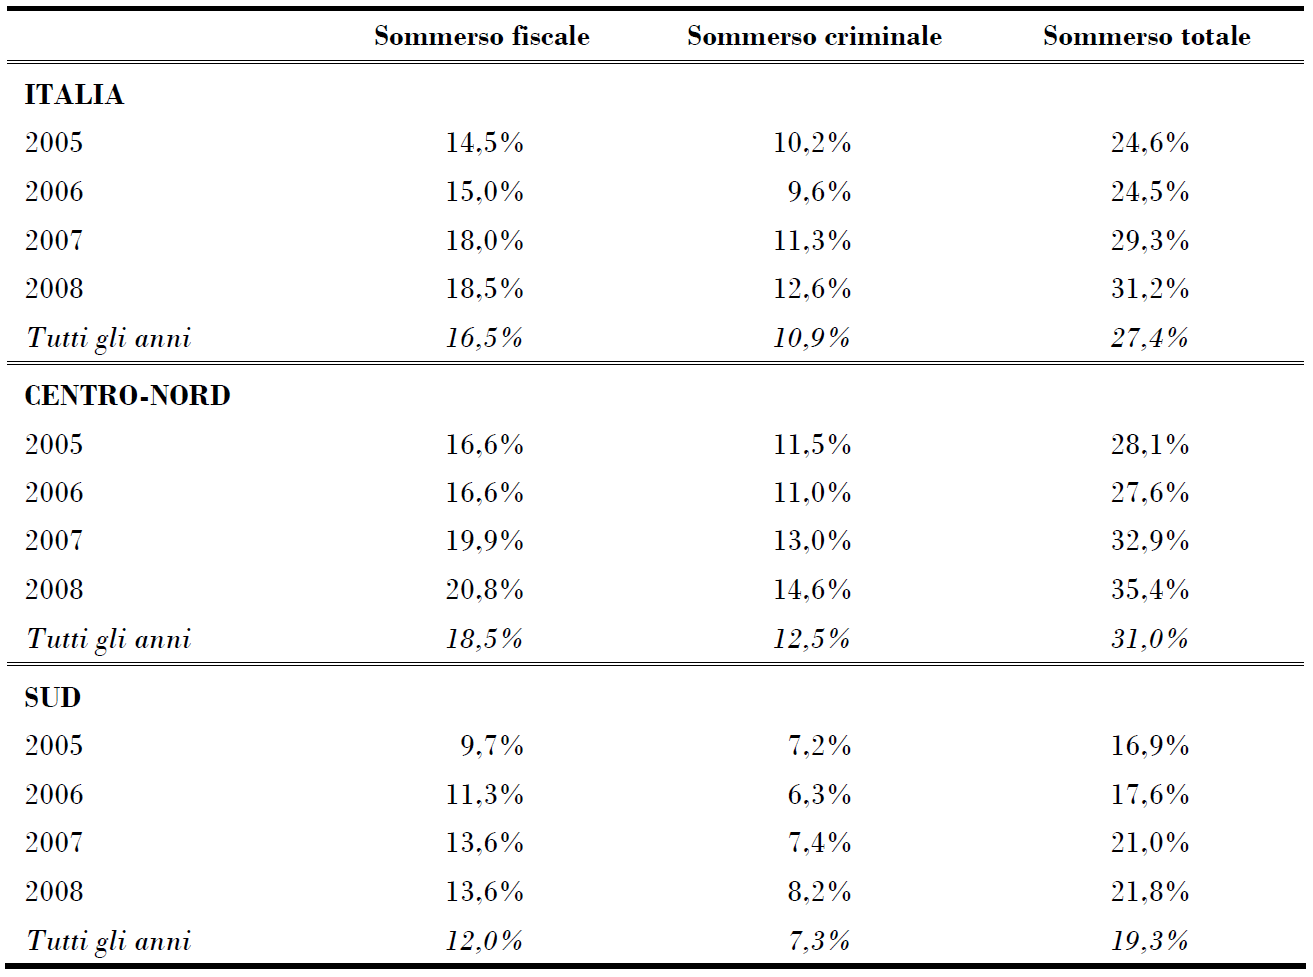 Sommerso fiscale Sommerso criminale Sommerso totale
ITALIA
2005 14,5% 10,2% 24,6%
2006 15,0% 9,6% 24,5%
2007 18,0% 11,3% 29,3%
2008 18,5% 12,6% 31,2%
Tutti gli anni 16,5% 10,9% 27,4%
CENTRO-NORD
2005 16,6% 11,5% 28,1%
2006 16,6% 11,0% 27,6%
2007 19,9% 13,0% 32,9%
2008 20,8% 14,6% 35,4%
Tutti gli anni 18,5% 12,5% 31,0%
SUD
2005 9,7% 7,2% 16,9%
2006 11,3% 6,3% 17,6%
2007 13,6% 7,4% 21,0%
2008 13,6% 8,2% 21,8%
Tutti gli anni 12,0% 7,3% 19,3%